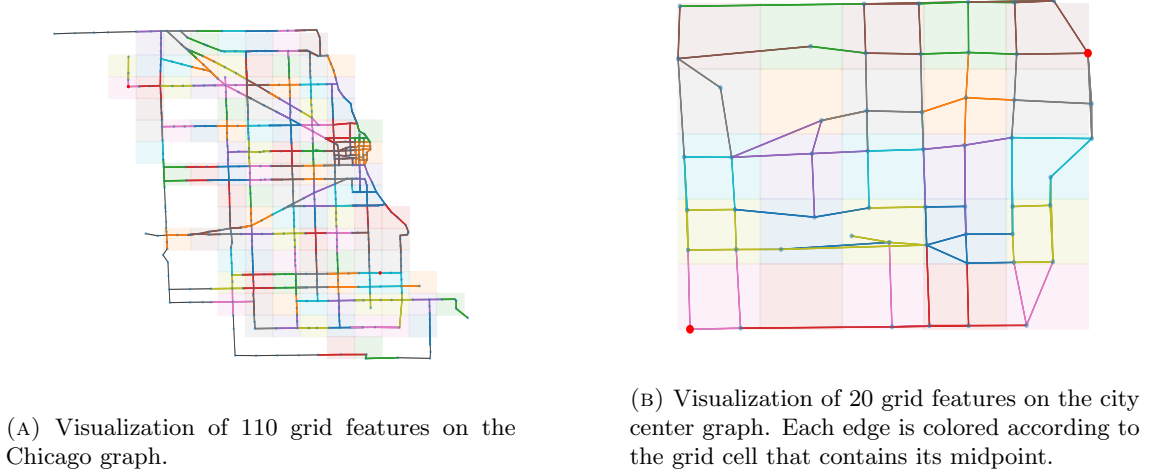 (A) Visualization of 110 grid features on the
Chicago graph.
(B) Visualization of 20 grid features on the city
center graph. Each edge is colored according to
the grid cell that contains its midpoint.